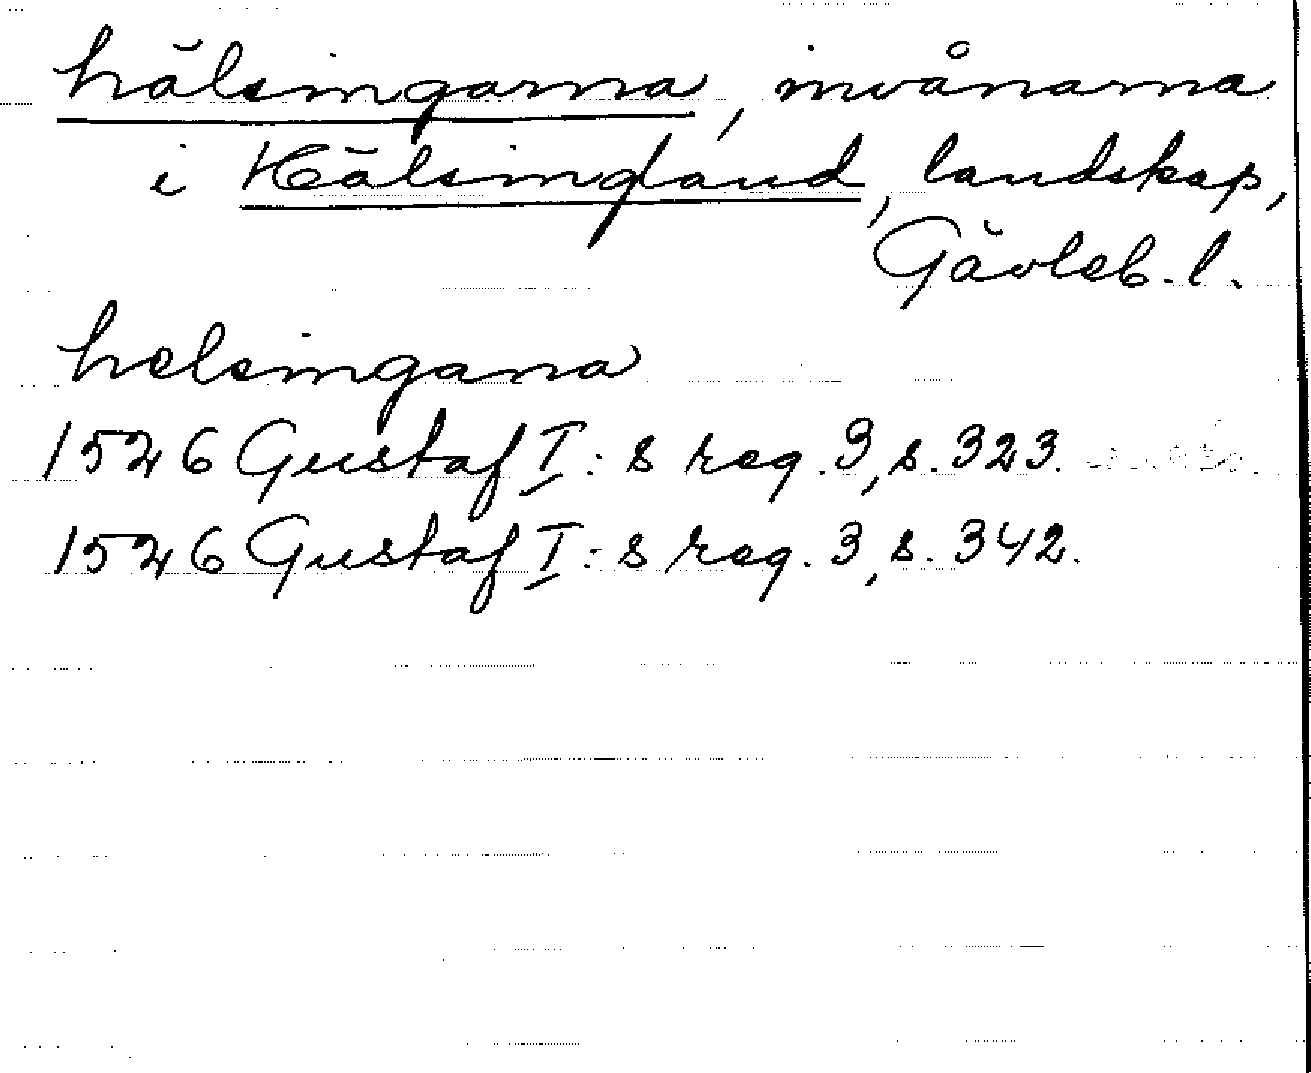 hälsingarna, invånarna
i Hälsingland, landskap,
Gävleb. l.
helsingana
1526 Gustaf I:s reg. 3, s. 323.
1526 Gustaf I:s reg. 3, s. 342.